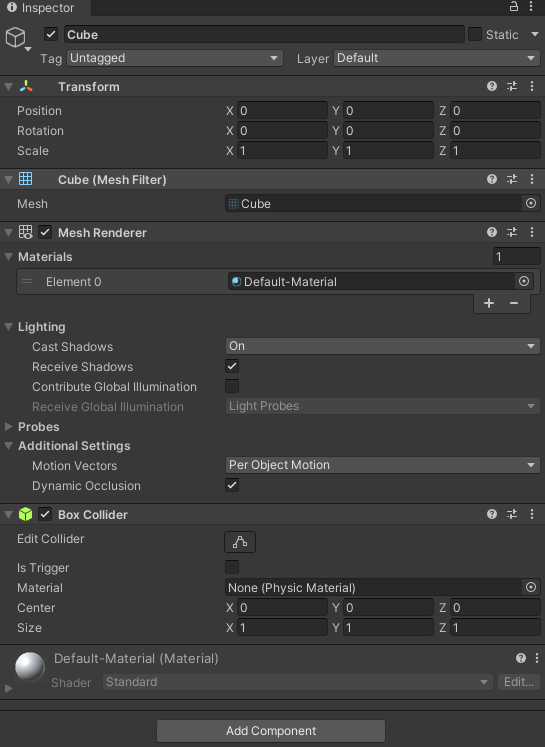 Inspector
Cube Static
Tag Untagged Layer Default
Transform
Position X 0 Y 0 Z 0
Rotation X 0 Y 0 Z 0
Scale X 1 Y 1 Z 1
Cube (Mesh Filter)
Mesh Cube
Mesh Renderer
Materials 1
Element 0 Default-Material
Lighting
Cast Shadows On
Receive Shadows
Contribute Global Illumination
Receive Global Illumination Light Probes
Probes
Additional Settings
Motion Vectors Per Object Motion
Dynamic Occlusion
Box Collider
Edit Collider
Is Trigger
Material None (Physic Material)
Center X 0 Y 0 Z 0
Size X 1 Y 1 Z 1
Default-Material (Material)
Shader Standard Edit...
Add Component